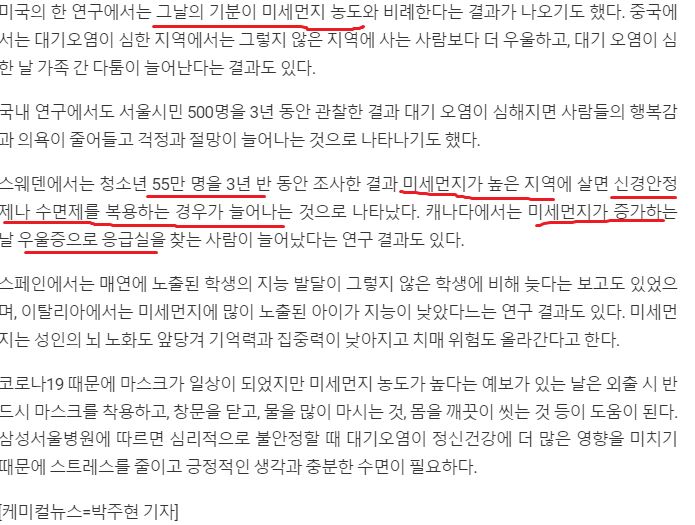 미국의 한 연구에서는 그날의 기분이 미세먼지 농도와 비례한다는 결과가 나오기도 했다. 중국에
서는 대기오염이 심한 지역에서는 그렇지 않은 지역에 사는 사람보다 더 우울하고, 대기 오염이 심
한 날 가족 간 다툼이 늘어난다는 결과도 있다.
국내 연구에서도 서울시민 500명을 3년 동안 관찰한 결과 대기 오염이 심해지면 사람들의 행복감
과 의욕이 줄어들고 걱정과 절망이 늘어나는 것으로 나타나기도 했다.
스웨덴에서는 청소년 55만 명을 3년 반 동안 조사한 결과 미세먼지가 높은 지역에 살면 신경안정
제나 수면제를 복용하는 경우가 늘어나는 것으로 나타났다. 캐나다에서는 미세먼지가 증가하는
날 우울증으로 응급실을 찾는 사람이 늘어났다는 연구 결과도 있다.
스페인에서는 매연에 노출된 학생의 지능 발달이 그렇지 않은 학생에 비해 늦다는 보고도 있었으
며, 이탈리아에서는 미세먼지에 많이 노출된 아이가 지능이 낮았다느는 연구 결과도 있다. 미세먼
지는 성인의 뇌 노화도 앞당겨 기억력과 집중력이 낮아지고 치매 위험도 올라간다고 한다.
코로나19 때문에 마스크가 일상이 되었지만 미세먼지 농도가 높다는 예보가 있는 날은 외출 시 반
드시 마스크를 착용하고, 창문을 닫고, 물을 많이 마시는 것, 몸을 깨끗이 씻는 것 등이 도움이 된다.
삼성서울병원에 따르면 심리적으로 불안정할 때 대기오염이 정신건강에 더 많은 영향을 미치기
때문에 스트레스를 줄이고 긍정적인 생각과 충분한 수면이 필요하다.
[케미컬뉴스=박주현 기자]